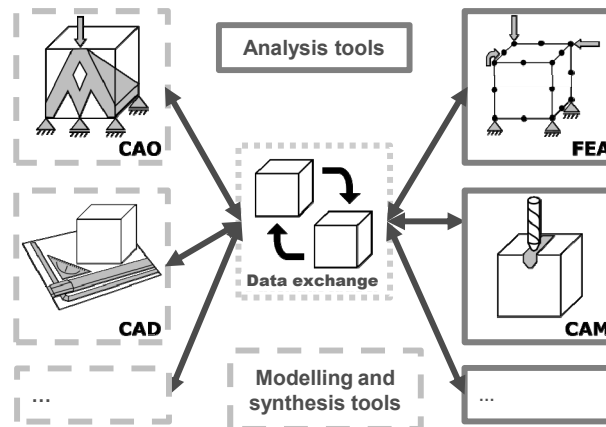 Analysis tools
CAO
FEA
Data exchange
CAD
CAM
...
Modelling and
synthesis tools
...